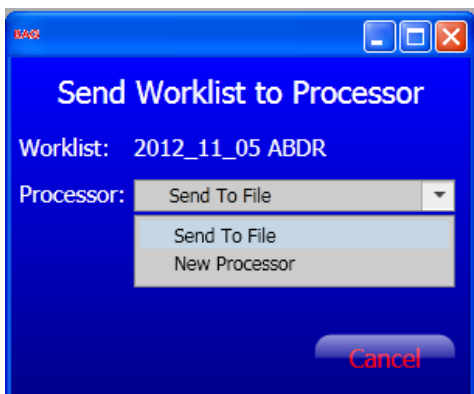 Send Worklist to Processor
Worklist: 2012_11_05 ABDR
Processor: Send To File
Send To File
New Processor
Cancel